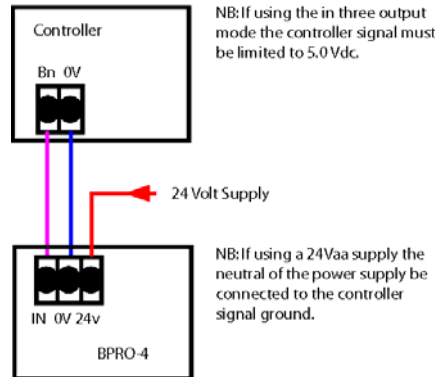 Controller
Bn 0V
NB: If using the in three output
mode the controller signal must
be limited to 5.0 Vdc.
24 Volt Supply
NB: If using a 24Vaa supply the
neutral of the power supply be
connected to the controller
signal ground.
IN 0V 24v
BPRO-4